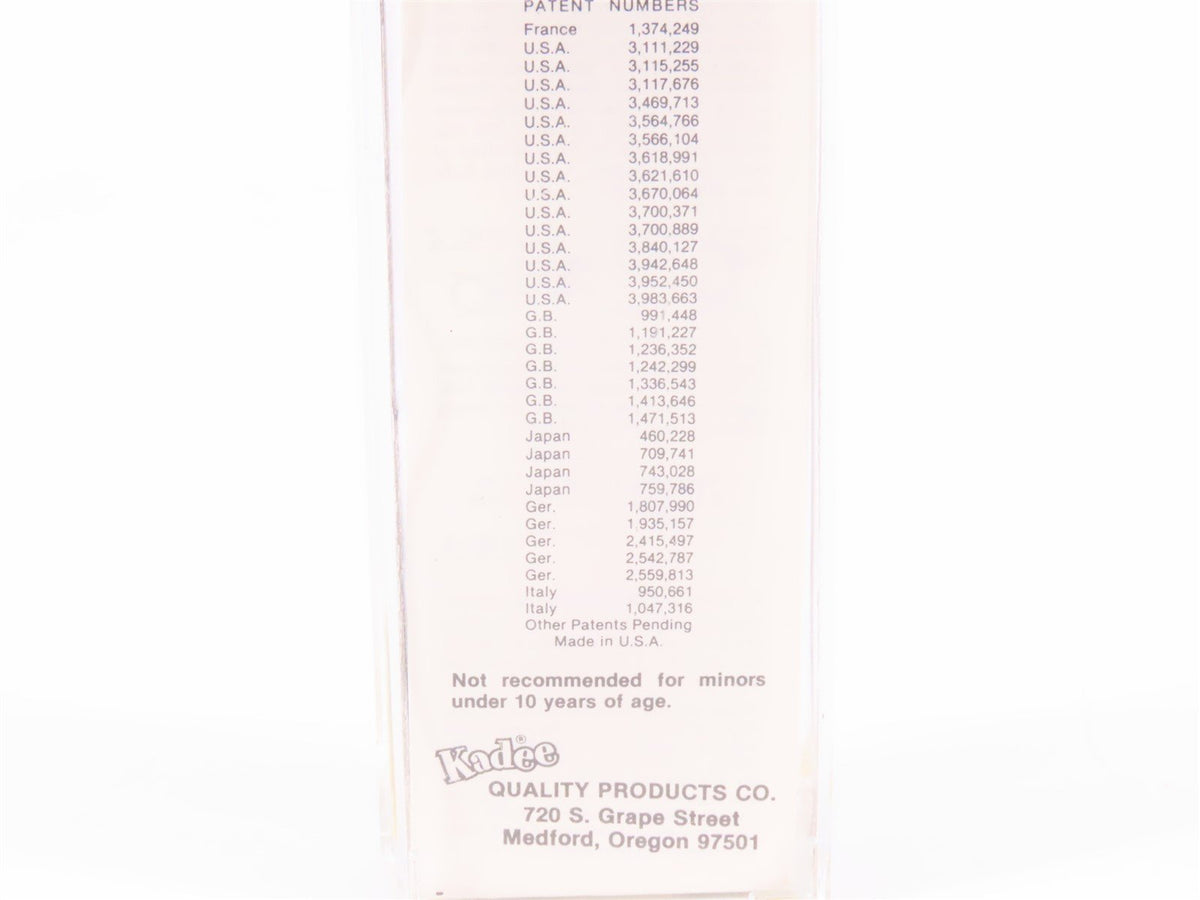 PATENT NUMBERS
France 1,374,249
U.S.A. 3,111,229
U.S.A. 3,115,255
U.S.A. 3,117,676
U.S.A. 3,469,713
U.S.A. 3,564,766
U.S.A. 3,566,104
U.S.A. 3,618,991
U.S.A. 3,621,610
U.S.A. 3,670,064
U.S.A. 3,700,371
U.S.A. 3,700,889
U.S.A. 3,840,127
U.S.A. 3,942,648
U.S.A. 3,952,450
U.S.A. 3,983,663
G.B. 991,448
G.B. 1,191,227
G.B. 1,236,352
G.B. 1,242,299
G.B. 1,336,543
G.B. 1,413,646
G.B. 1,471,513
Japan 460,228
Japan 709,741
Japan 743,028
Japan 759,786
Ger. 1,807,990
Ger. 1,935,157
Ger. 2,415,497
Ger. 2,542,787
Ger. 2,559,813
Italy 950,661
Italy 1,047,316
Other Patents Pending
Made in U.S.A.
Not recommended for minors
under 10 years of age.
Kadee®
QUALITY PRODUCTS CO.
720 S. Grape Street
Medford, Oregon 97501